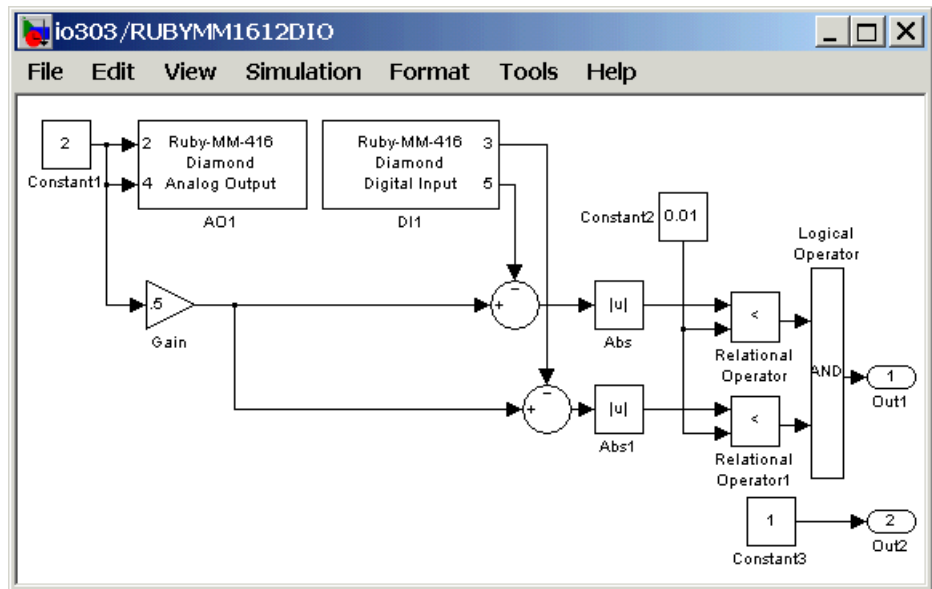 io303/RUBYMM1612DIO
File Edit View Simulation Format Tools Help
2
Constant1
2 Ruby-MM-416
Diamond
4 Analog Output
AO1
Ruby-MM-416 3
Diamond
Digital Input 5
DI1
Constant2 0.01
Logical
Operator
.5
Gain
+ −
|u|
Abs
<
Relational
Operator
AND
1
Out1
+ −
|u|
Abs1
<
Relational
Operator1
1
Constant3
2
Out2